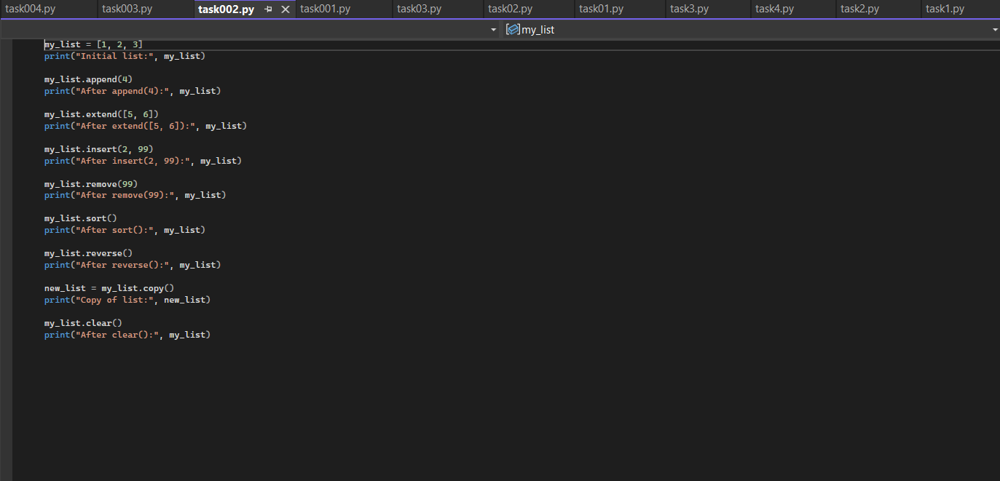 task004.py task003.py task002.py task001.py task03.py task02.py task01.py task3.py task4.py task2.py task1.py
my_list
my_list = [1, 2, 3]
print("Initial list:", my_list)
my_list.append(4)
print("After append(4):", my_list)
my_list.extend([5, 6])
print("After extend([5, 6]):", my_list)
my_list.insert(2, 99)
print("After insert(2, 99):", my_list)
my_list.remove(99)
print("After remove(99):", my_list)
my_list.sort()
print("After sort():", my_list)
my_list.reverse()
print("After reverse():", my_list)
new_list = my_list.copy()
print("Copy of list:", new_list)
my_list.clear()
print("After clear():", my_list)